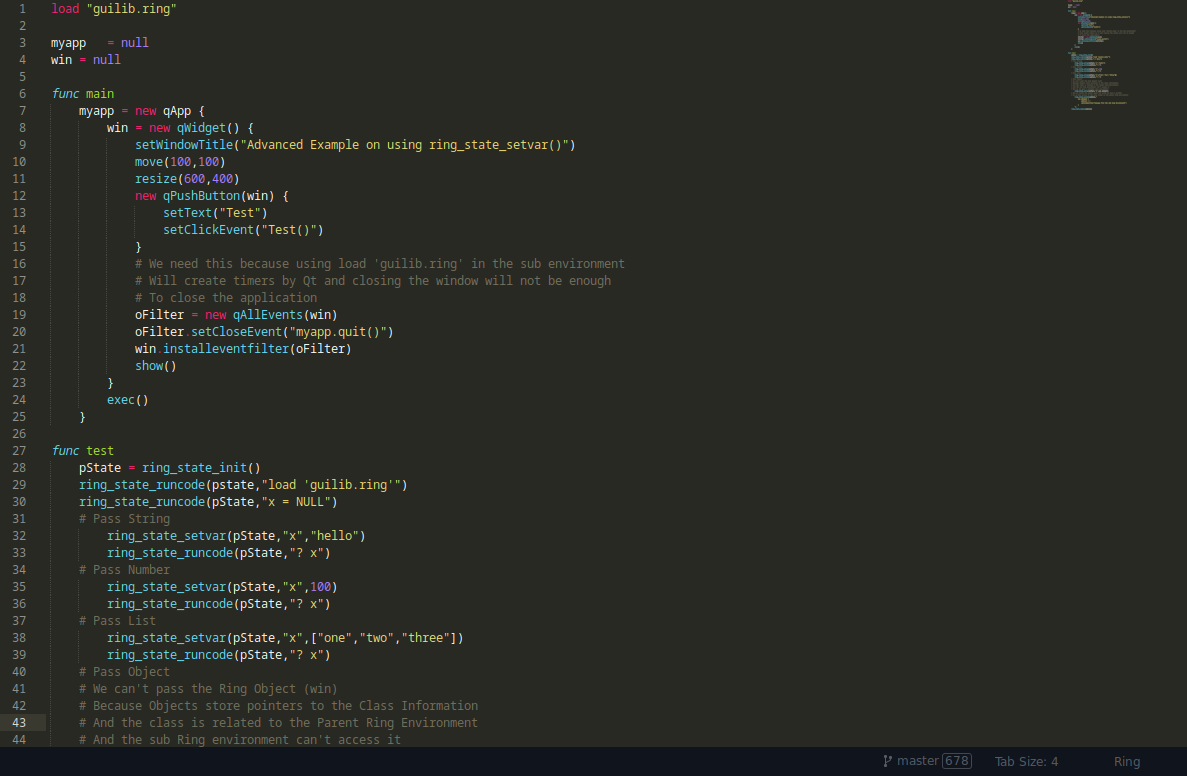 1 load "guilib.ring"
2
3 myapp   = null
4 win = null
5
6 func main
7     myapp = new qApp {
8         win = new qWidget() {
9             setWindowTitle("Advanced Example on using ring_state_setvar()")
10             move(100,100)
11             resize(600,400)
12             new qPushButton(win) {
13                 setText("Test")
14                 setClickEvent("Test()")
15             }
16             # We need this because using load 'guilib.ring' in the sub environment
17             # Will create timers by Qt and closing the window will not be enough
18             # To close the application
19             oFilter = new qAllEvents(win)
20             oFilter.setCloseEvent("myapp.quit()")
21             win.installeventfilter(oFilter)
22             show()
23         }
24         exec()
25     }
26
27 func test
28     pState = ring_state_init()
29     ring_state_runcode(pstate,"load 'guilib.ring'")
30     ring_state_runcode(pState,"x = NULL")
31     # Pass String
32         ring_state_setvar(pState,"x","hello")
33         ring_state_runcode(pState,"? x")
34     # Pass Number
35         ring_state_setvar(pState,"x",100)
36         ring_state_runcode(pState,"? x")
37     # Pass List
38         ring_state_setvar(pState,"x",["one","two","three"])
39         ring_state_runcode(pState,"? x")
40     # Pass Object
41     # We can't pass the Ring Object (win)
42     # Because Objects store pointers to the Class Information
43     # And the class is related to the Parent Ring Environment
44     # And the sub Ring environment can't access it
master 678 Tab Size: 4 Ring